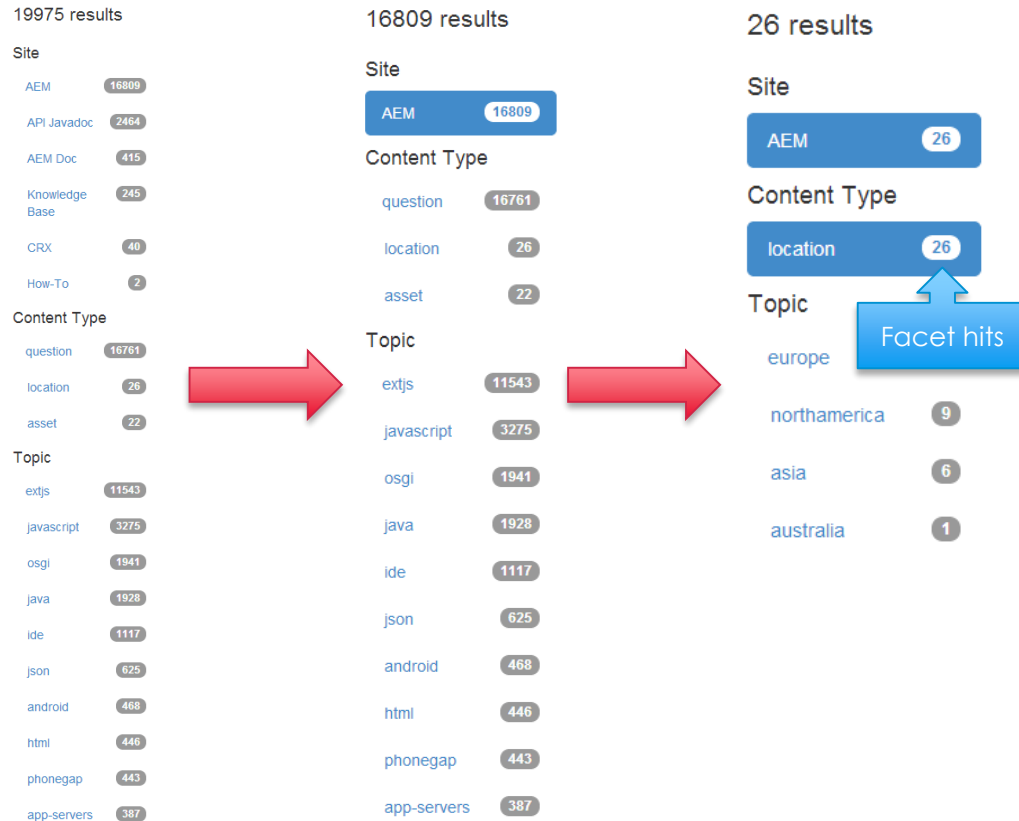 19975 results
Site
AEM 16809
API Javadoc 2464
AEM Doc 415
Knowledge 245
Base
CRX 40
How-To 2
Content Type
question 16761
location 26
asset 22
Topic
extjs 11543
javascript 3275
osgi 1941
java 1928
ide 1117
json 625
android 468
html 446
phonegap 443
app-servers 387
16809 results
Site
AEM 16809
Content Type
question 16761
location 26
asset 22
Topic
extjs 11543
javascript 3275
osgi 1941
java 1928
ide 1117
json 625
android 468
html 446
phonegap 443
app-servers 387
26 results
Site
AEM 26
Content Type
location 26
Topic
Facet hits
europe
northamerica 9
asia 6
australia 1